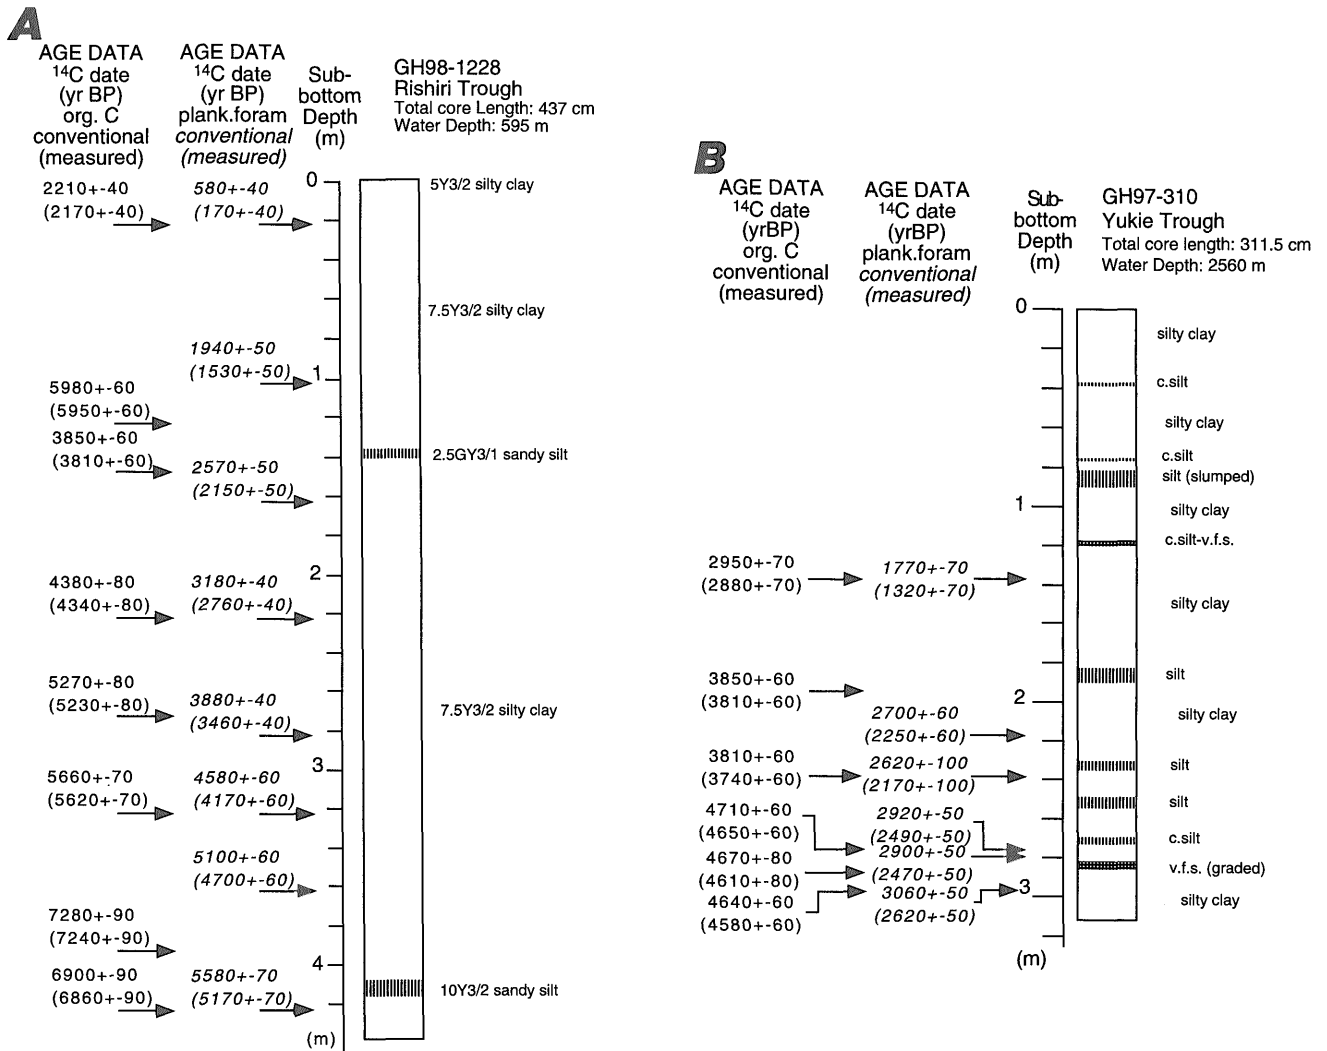 A
AGE DATA
14C date
(yr BP)
org. C
conventional
(measured)
AGE DATA
14C date
(yr BP)
plank.foram
conventional
(measured)
Sub-
bottom
Depth
(m)
GH98-1228
Rishiri Trough
Total core Length: 437 cm
Water Depth: 595 m
2210+-40
(2170+-40)
5980+-60
(5950+-60)
3850+-60
(3810+-60)
4380+-80
(4340+-80)
5270+-80
(5230+-80)
5660+-70
(5620+-70)
7280+-90
(7240+-90)
6900+-90
(6860+-90)
580+-40
(170+-40)
1940+-50
(1530+-50)
2570+-50
(2150+-50)
3180+-40
(2760+-40)
3880+-40
(3460+-40)
4580+-60
(4170+-60)
5100+-60
(4700+-60)
5580+-70
(5170+-70)
0
1
2
3
4
(m)
5Y3/2 silty clay
7.5Y3/2 silty clay
2.5GY3/1 sandy silt
7.5Y3/2 silty clay
10Y3/2 sandy silt
B
AGE DATA
14C date
(yrBP)
org. C
conventional
(measured)
AGE DATA
14C date
(yrBP)
plank.foram
conventional
(measured)
Sub-
bottom
Depth
(m)
GH97-310
Yukie Trough
Total core length: 311.5 cm
Water Depth: 2560 m
2950+-70
(2880+-70)
3850+-60
(3810+-60)
3810+-60
(3740+-60)
4710+-60
(4650+-60)
4670+-80
(4610+-80)
4640+-60
(4580+-60)
1770+-70
(1320+-70)
2700+-60
(2250+-60)
2620+-100
(2170+-100)
2920+-50
(2490+-50)
2900+-50
(2470+-50)
3060+-50
(2620+-50)
0
1
2
3
(m)
silty clay
c.silt
silty clay
c.silt
silt (slumped)
silty clay
c.silt-v.f.s.
silty clay
silt
silty clay
silt
silt
c.silt
v.f.s. (graded)
silty clay